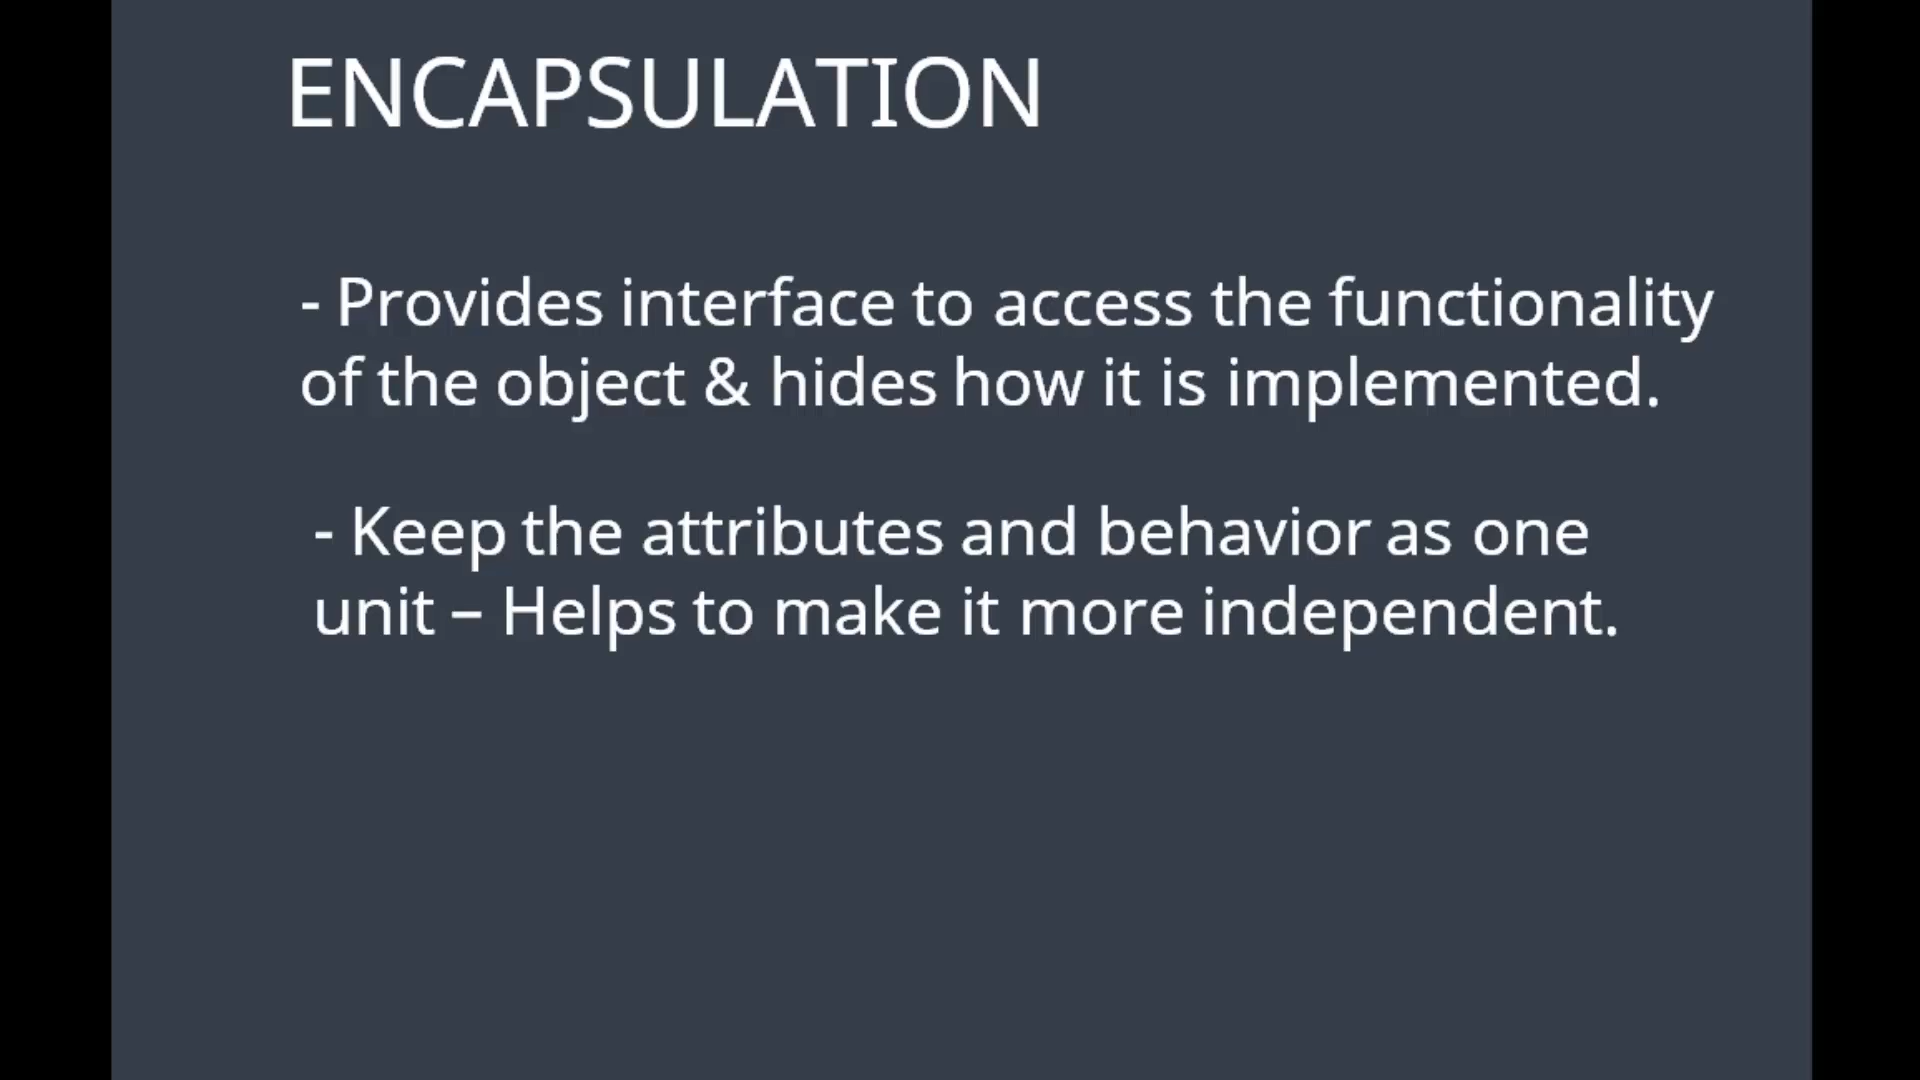 ENCAPSULATION
- Provides interface to access the functionality
of the object & hides how it is implemented.
- Keep the attributes and behavior as one
unit – Helps to make it more independent.